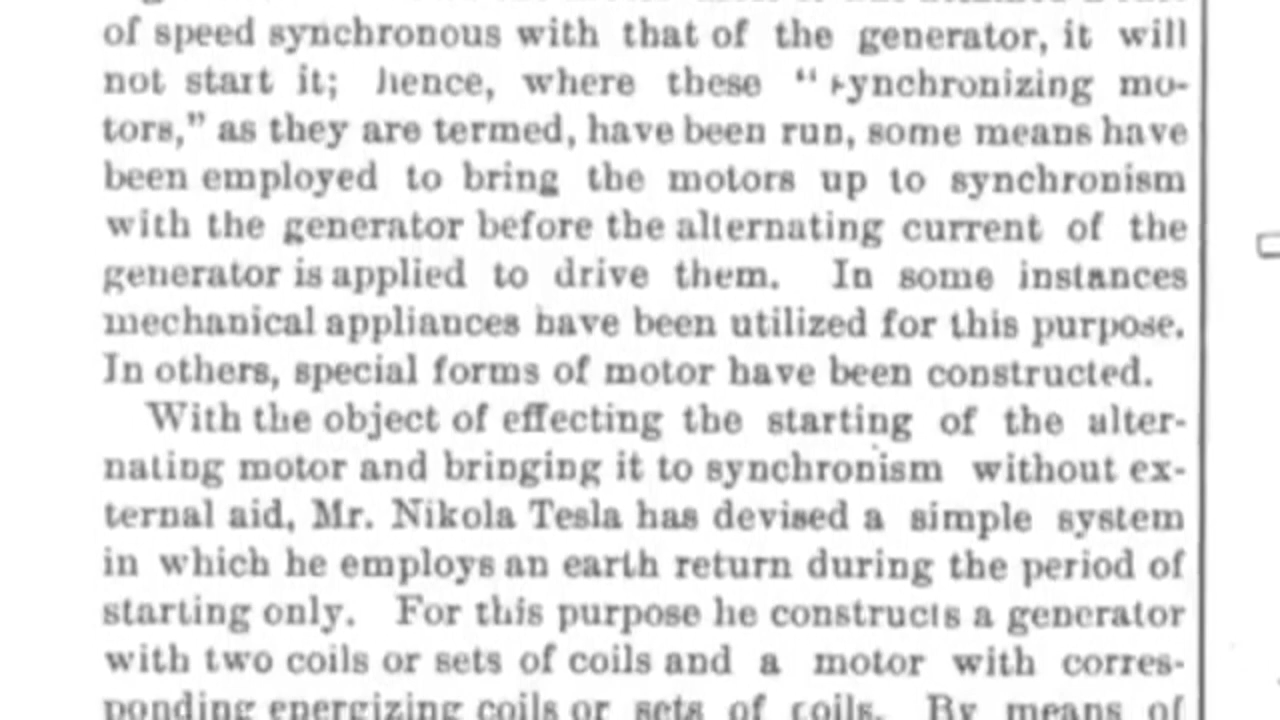 of speed synchronous with that of the generator, it will
not start it; hence, where these "synchronizing mo-
tors," as they are termed, have been run, some means have
been employed to bring the motors up to synchronism
with the generator before the alternating current of the
generator is applied to drive them. In some instances
mechanical appliances have been utilized for this purpose.
In others, special forms of motor have been constructed.
With the object of effecting the starting of the alter-
nating motor and bringing it to synchronism without ex-
ternal aid, Mr. Nikola Tesla has devised a simple system
in which he employs an earth return during the period of
starting only. For this purpose he constructs a generator
with two coils or sets of coils and a motor with corres-
ponding energizing coils or sets of coils. By means of